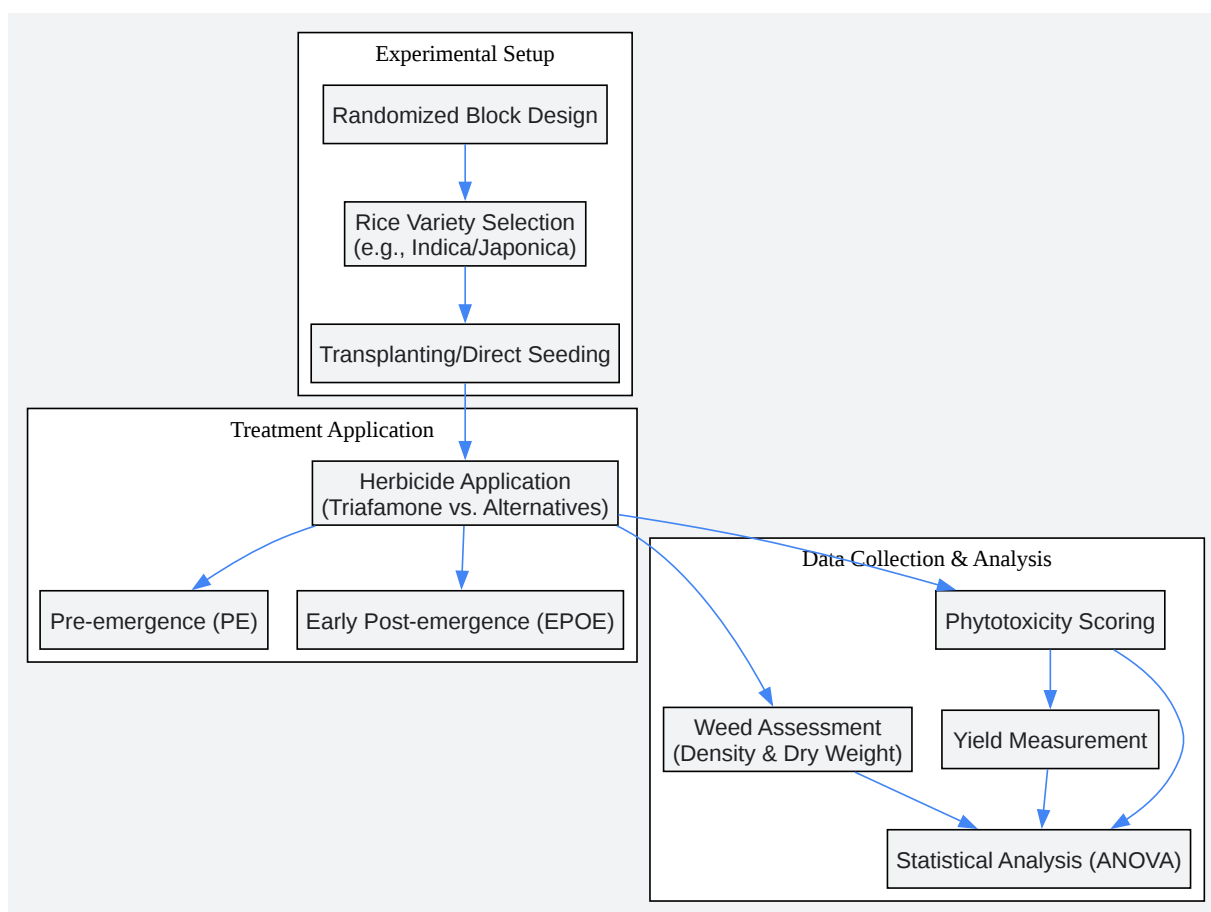 Experimental Setup
Randomized Block Design
Rice Variety Selection
(e.g., Indica/Japonica)
Transplanting/Direct Seeding
Treatment Application
Herbicide Application
(Triafamone vs. Alternatives)
Pre-emergence (PE)
Early Post-emergence (EPOE)
Data Collection & Analysis
Phytotoxicity Scoring
Weed Assessment
(Density & Dry Weight)
Yield Measurement
Statistical Analysis (ANOVA)